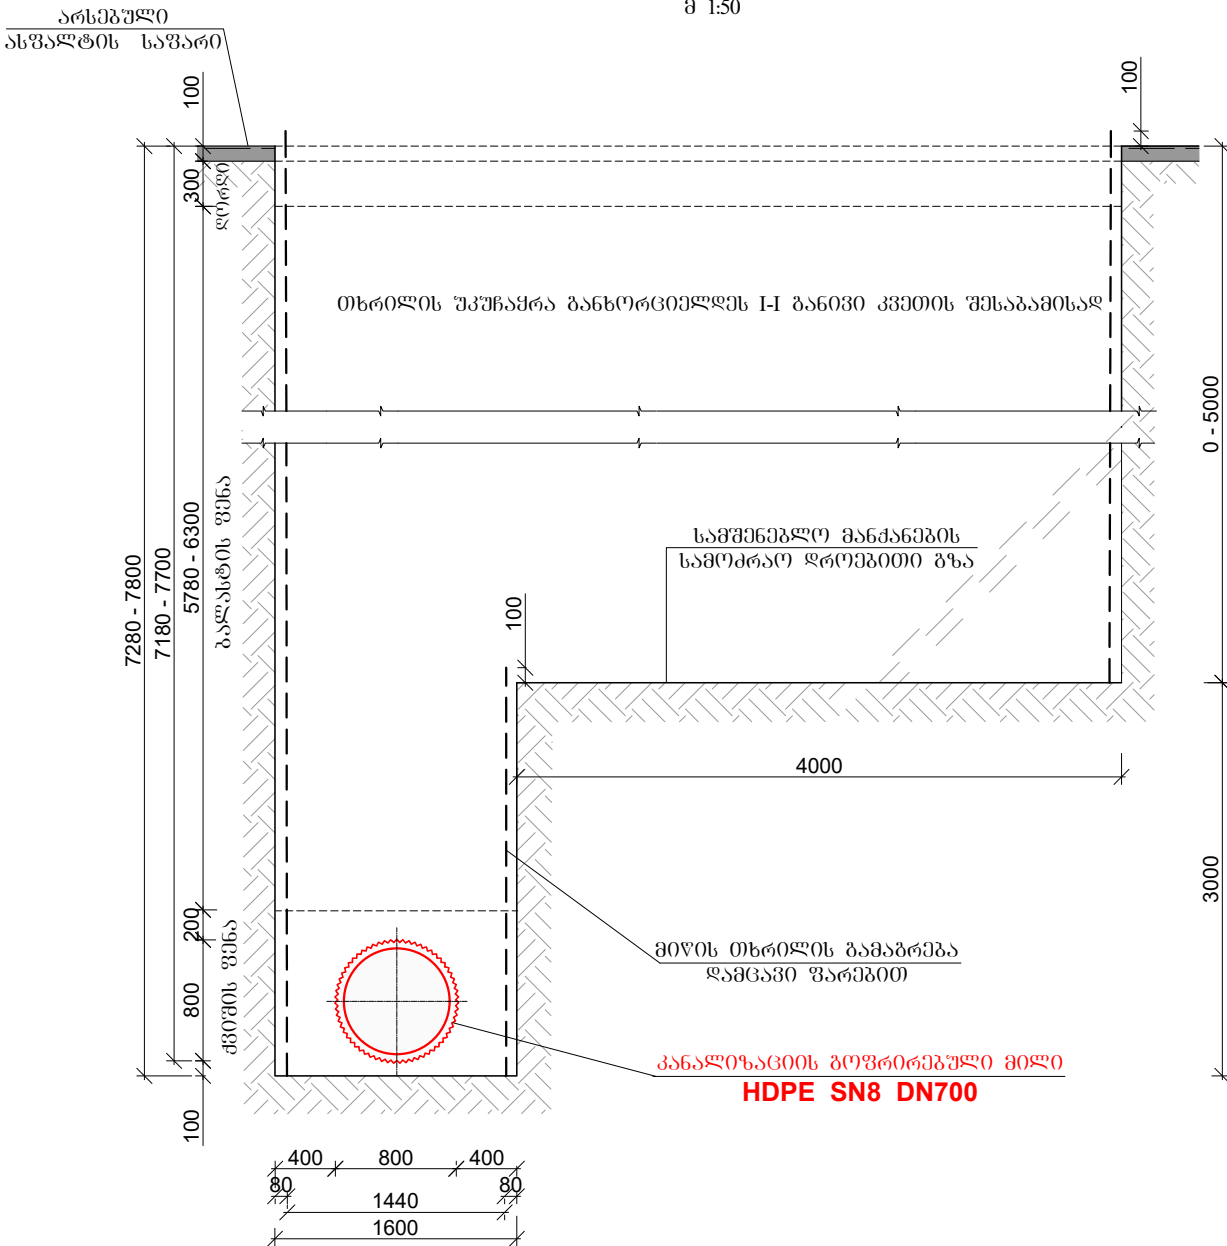 მ 1:50
არსებული
ასფალტის საფარი
100
100
300
ღორღი
თხრილის უკუჩაყრა განხორციელდეს I-I განივი კვეთის შესაბამისად
0 - 5000
7280 - 7800
7180 - 7700
5780 - 6300
ბალასტის ფენა
სამშენებლო მანქანების
სამოძრაო დროებითი გზა
100
4000
3000
200
800
ქვიშის ფენა
100
მიწის თხრილის გამაგრება
დამცავი ფარებით
კანალიზაციის გოფრირებული მილი
HDPE SN8 DN700
400 800 400
80 80
1440
1600